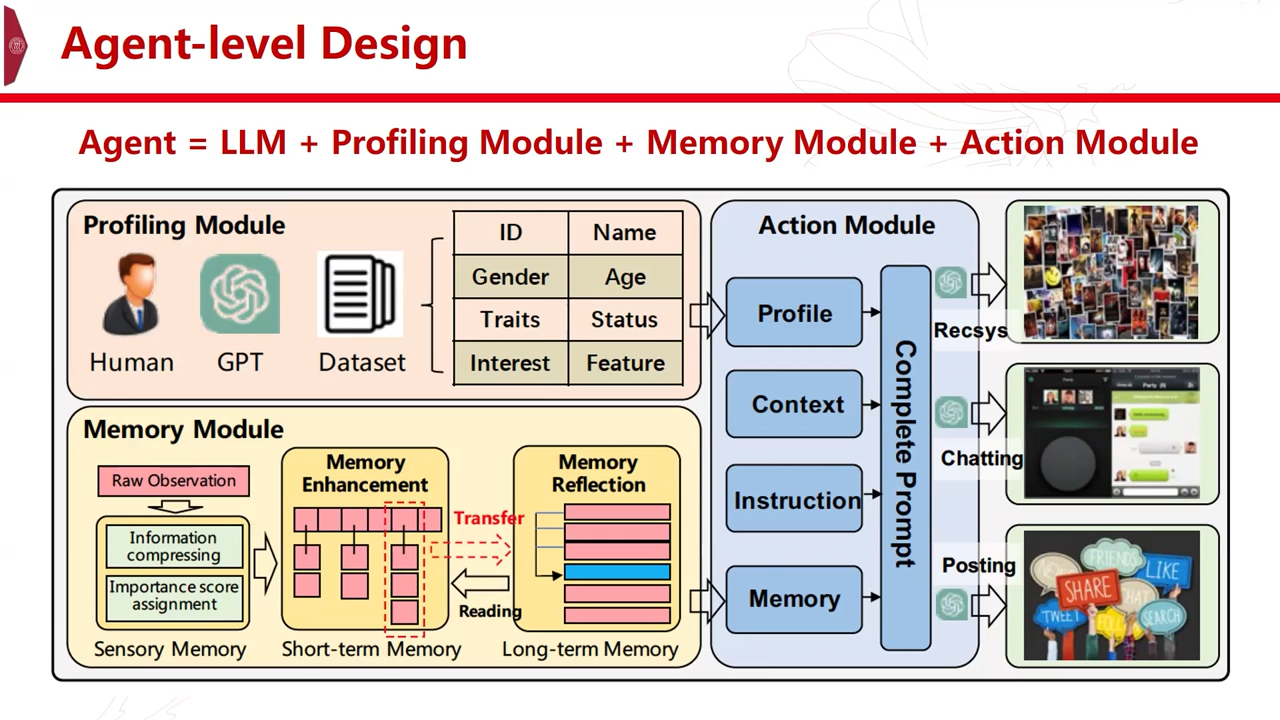 Agent-level Design
Agent = LLM + Profiling Module + Memory Module + Action Module
Profiling Module
Human
GPT
Dataset
ID
Name
Gender
Age
Traits
Status
Interest
Feature
Memory Module
Raw Observation
Information
compressing
Importance score
assignment
Sensory Memory
Memory
Enhancement
Short-term Memory
Transfer
Reading
Memory
Reflection
Long-term Memory
Action Module
Profile
Context
Instruction
Memory
Complete Prompt
Recsys
Chatting
Posting
FRIENDS
LIKE
SHARE
TWEET
SEARCH